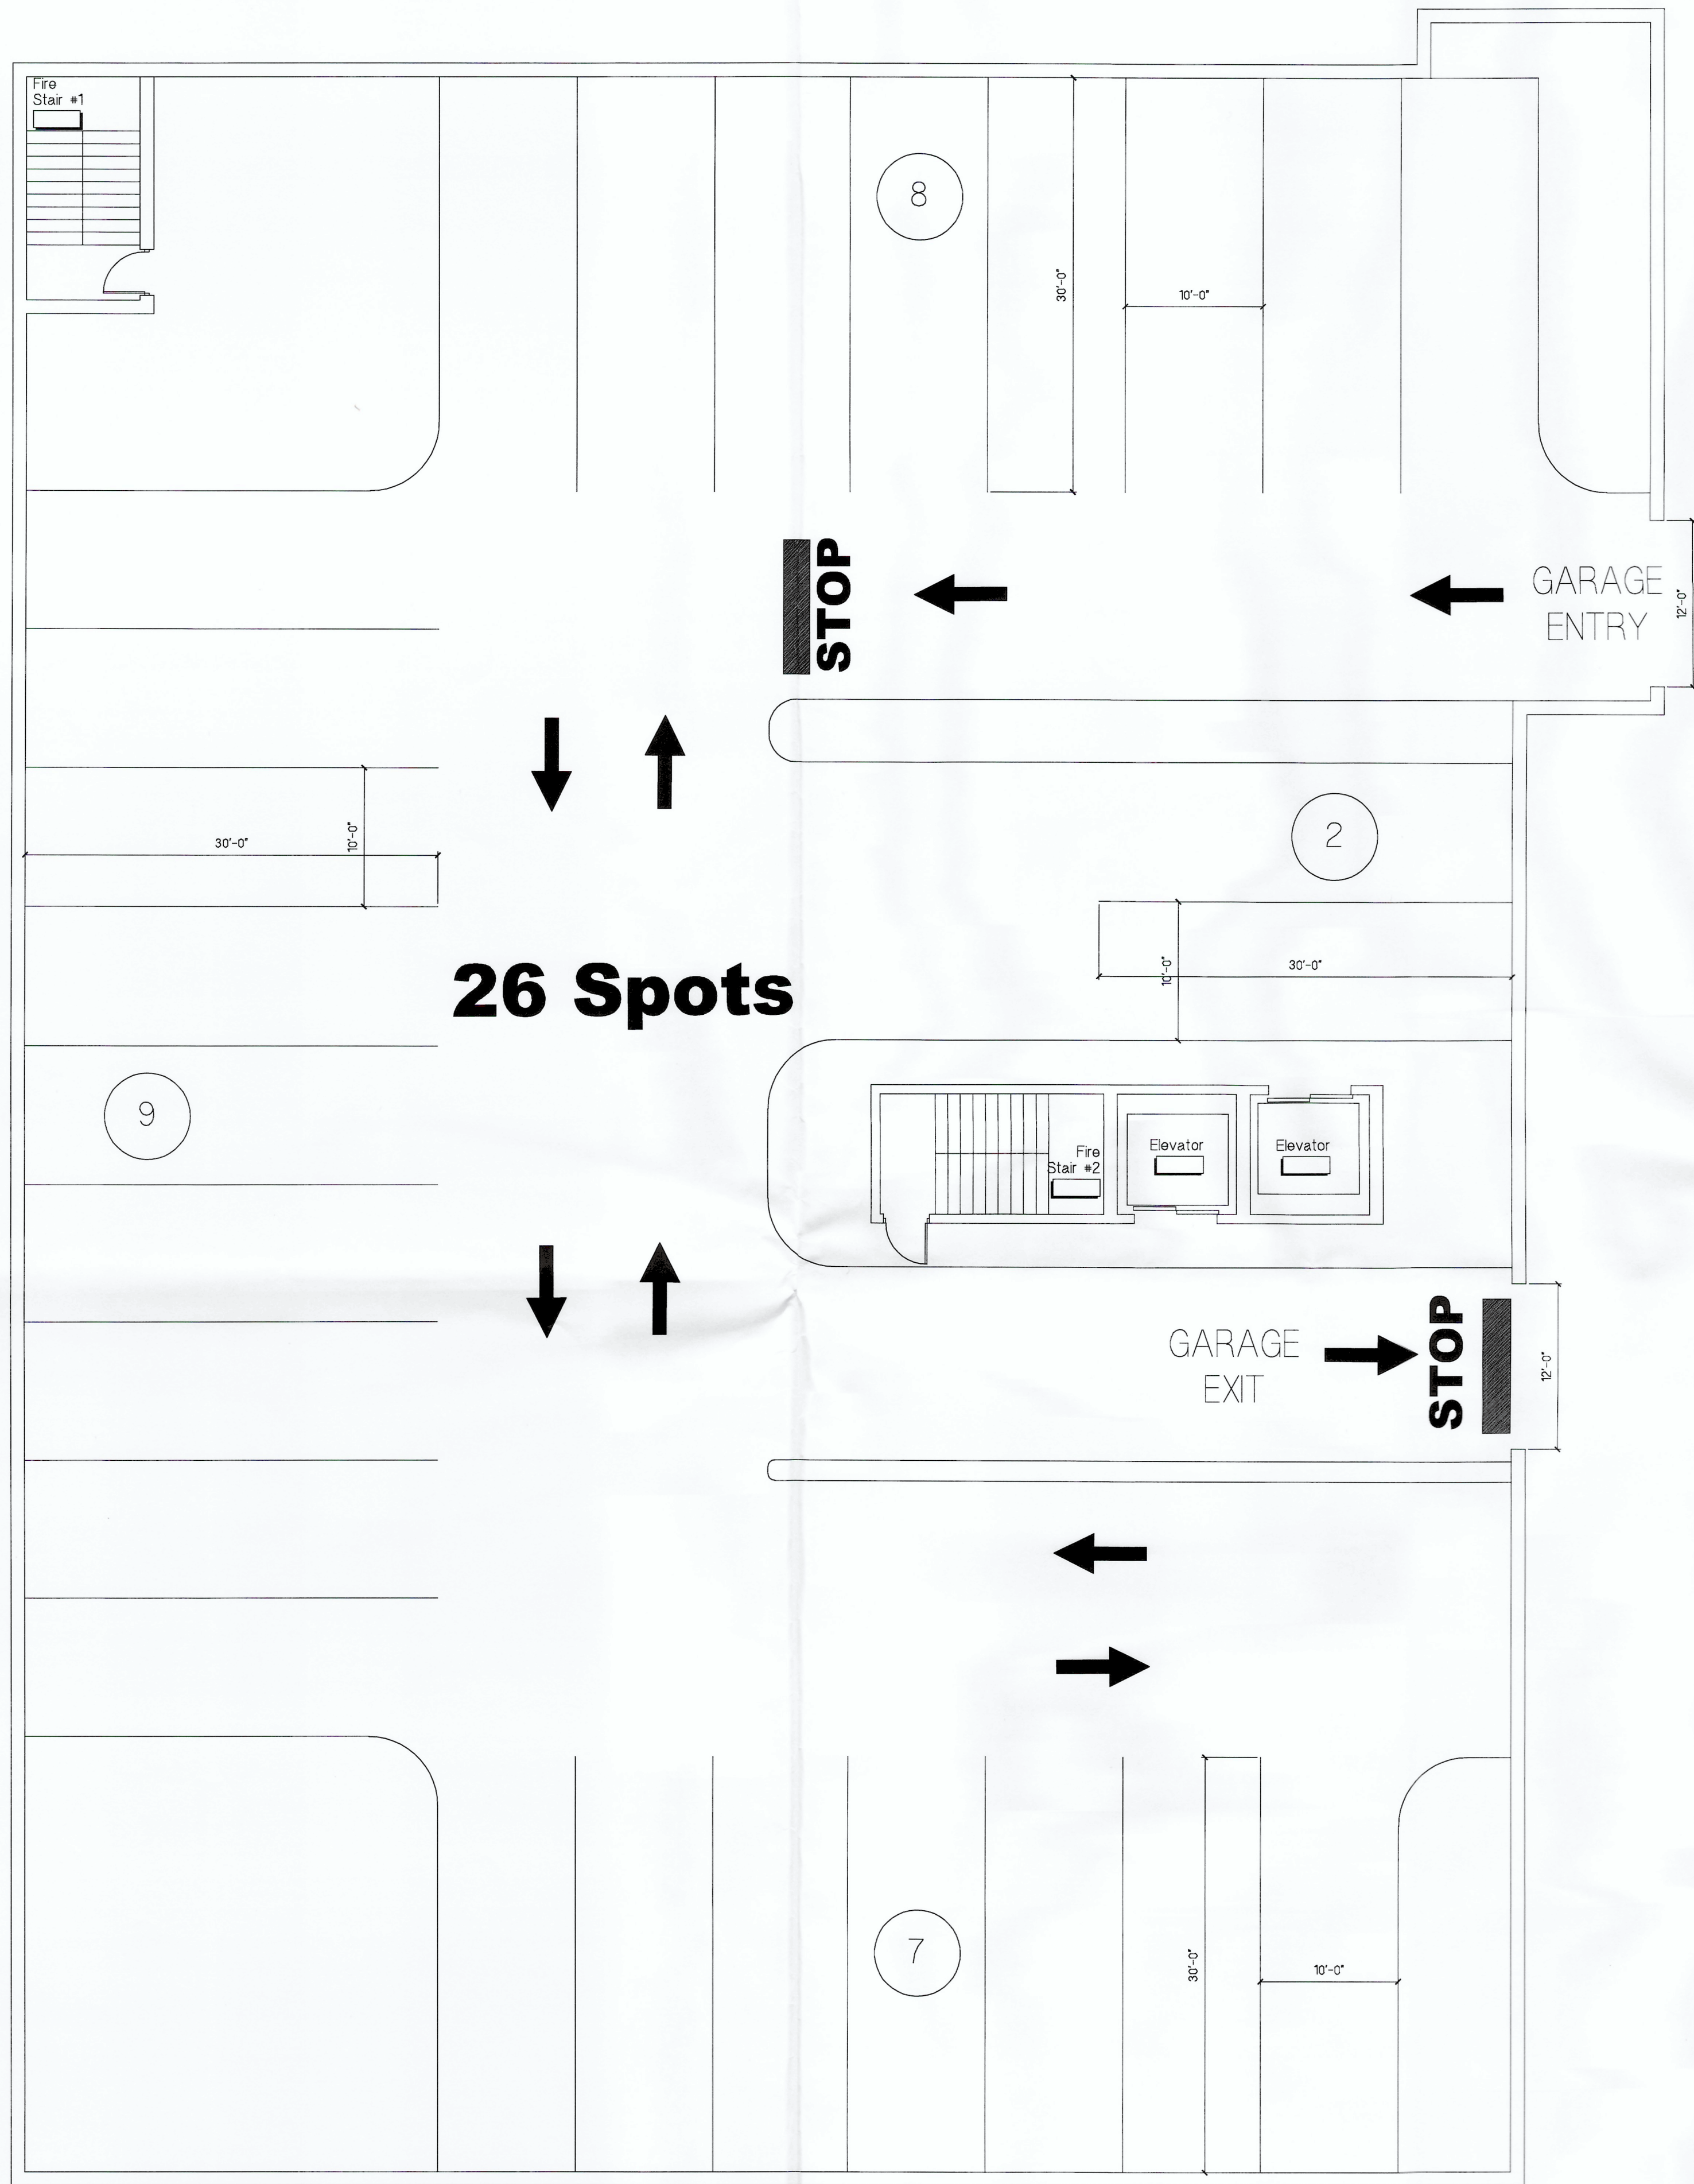 Fire
Stair #1
8
30'-0"
10'-0"
STOP
GARAGE
ENTRY
12'-0"
2
30'-0"
10'-0"
10'-0"
30'-0"
26 Spots
9
Fire
Stair #2
Elevator
Elevator
GARAGE
EXIT
STOP
12'-0"
7
30'-0"
10'-0"